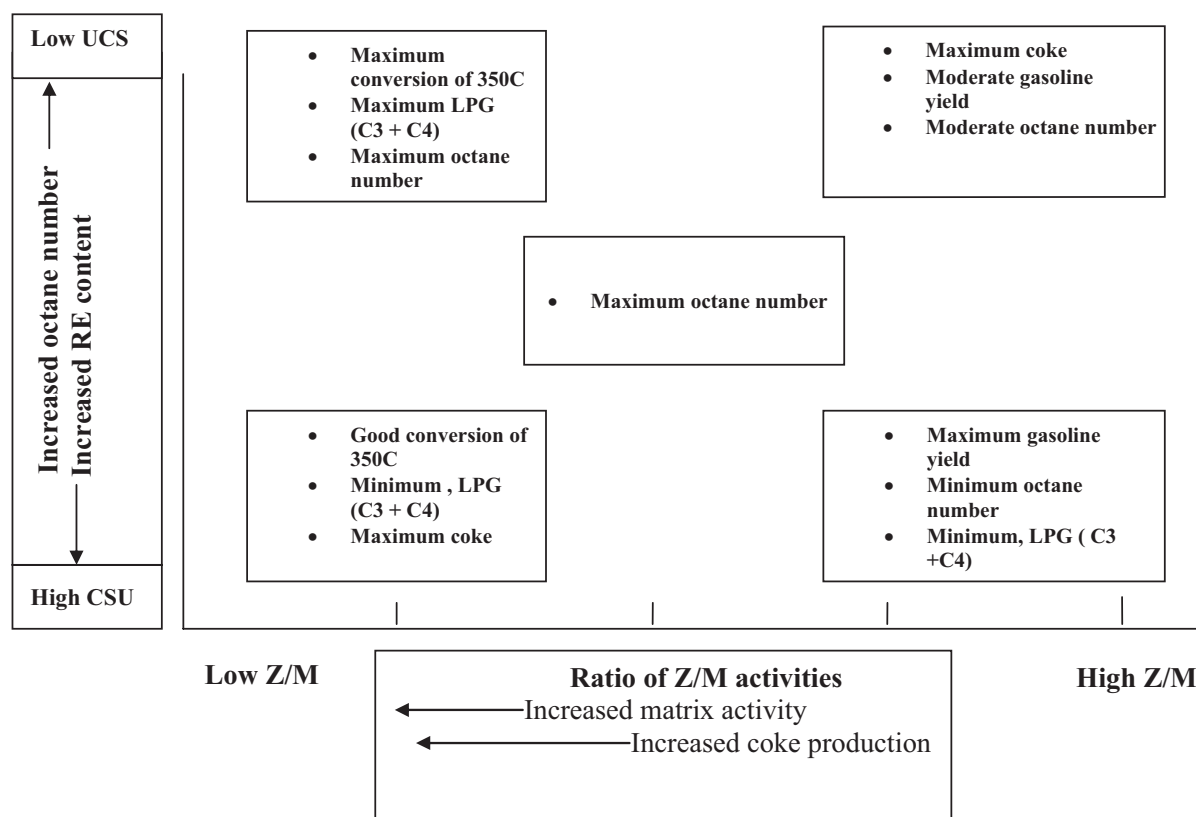 Low UCS
Increased octane number
Increased RE content
High CSU
• Maximum
conversion of 350C
• Maximum LPG
(C3 + C4)
• Maximum octane
number
• Maximum coke
• Moderate gasoline
yield
• Moderate octane number
• Maximum octane number
• Good conversion of
350C
• Minimum , LPG
(C3 + C4)
• Maximum coke
• Maximum gasoline
yield
• Minimum octane
number
• Minimum, LPG ( C3
+C4)
Low Z/M
Ratio of Z/M activities
High Z/M
Increased matrix activity
Increased coke production